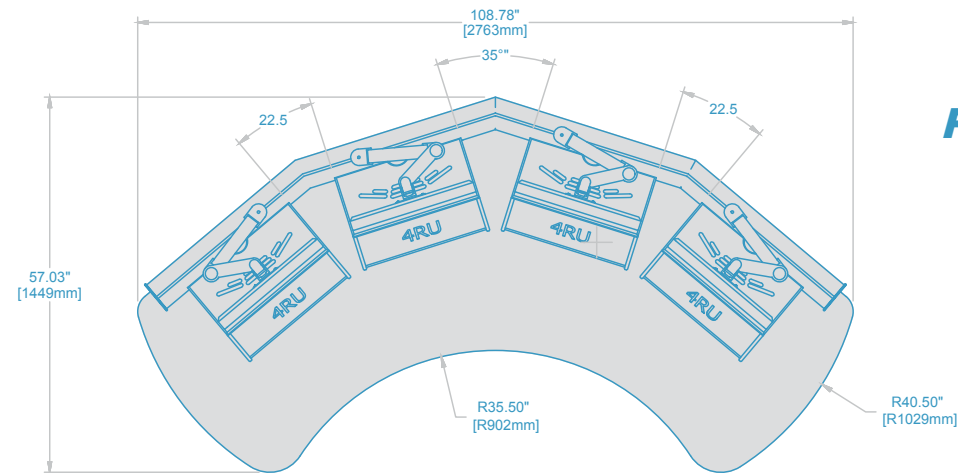 108.78"
[2763mm]
35°"
22.5
22.5
4RU
4RU
4RU
4RU
57.03"
[1449mm]
R35.50"
[R902mm]
R40.50"
[R1029mm]